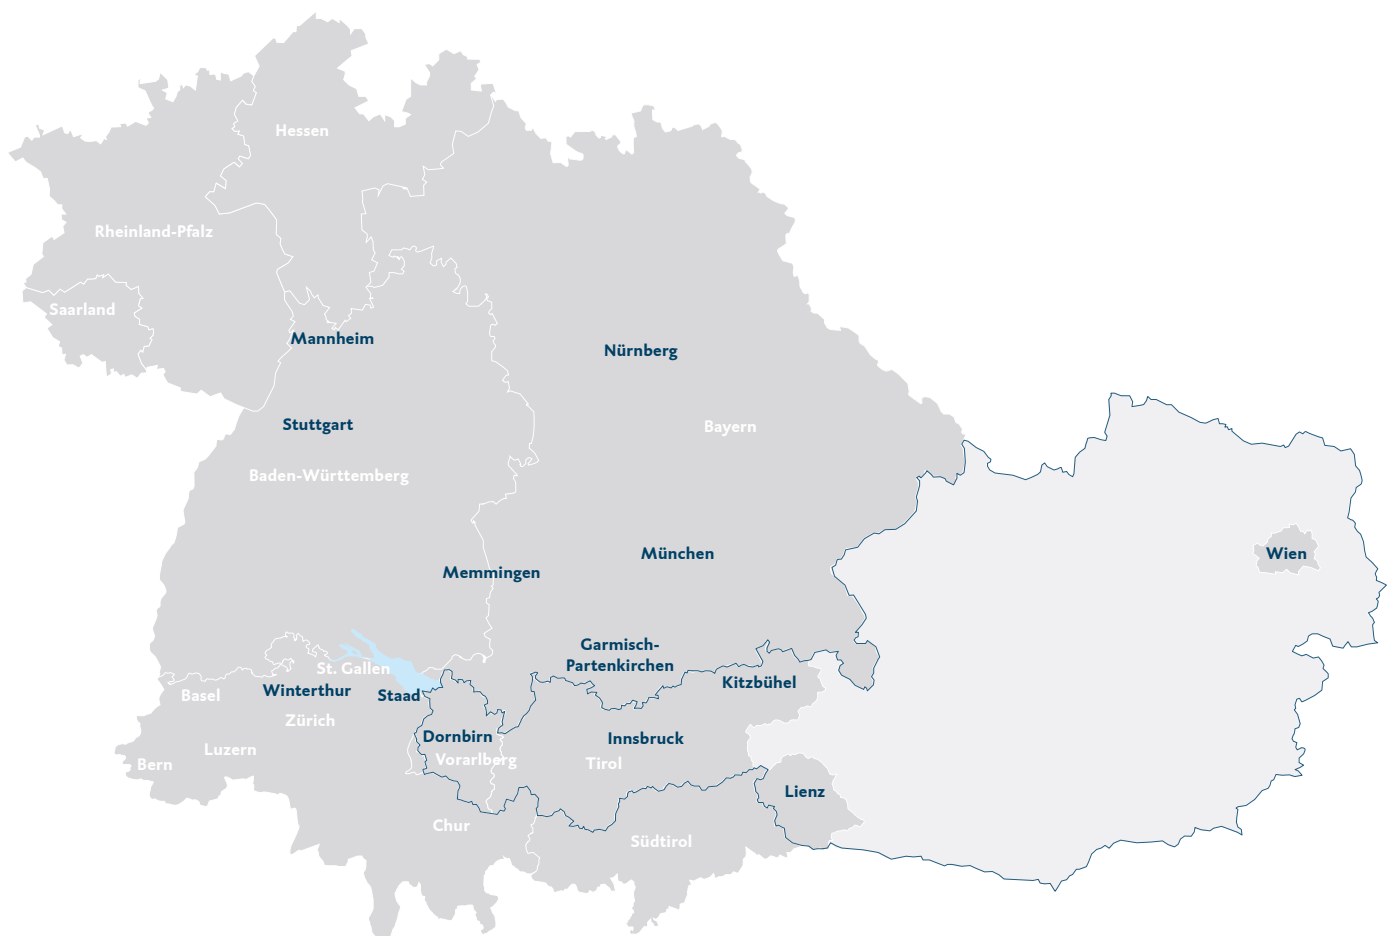 Hessen
Rheinland-Pfalz
Saarland
Mannheim
Nürnberg
Stuttgart
Bayern
Baden-Württemberg
München
Wien
Memmingen
Garmisch-
Partenkirchen
St. Gallen
Kitzbühel
Basel
Winterthur
Staad
Zürich
Dornbirn
Innsbruck
Luzern
Vorarlberg
Bern
Tirol
Lienz
Chur
Südtirol